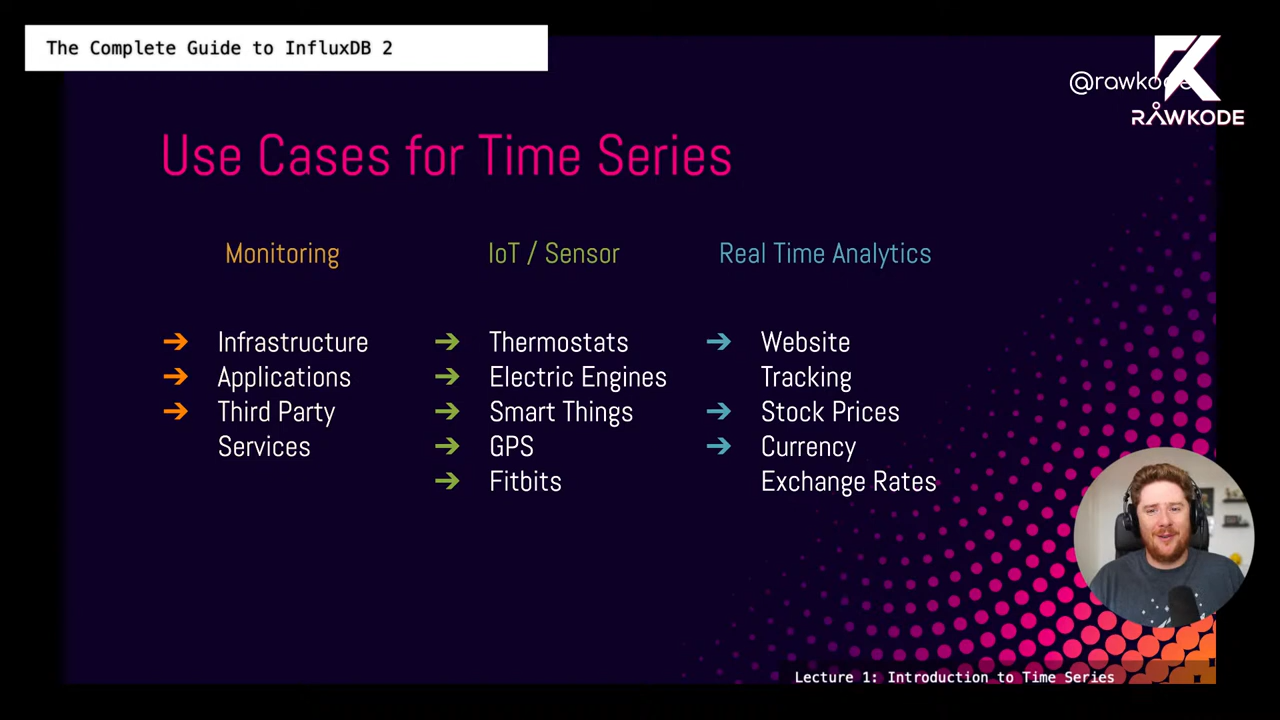 The Complete Guide to InfluxDB 2
@rawkode
RAWKODE
Use Cases for Time Series
Monitoring
Infrastructure
Applications
Third Party
Services
IoT / Sensor
Thermostats
Electric Engines
Smart Things
GPS
Fitbits
Real Time Analytics
Website
Tracking
Stock Prices
Currency
Exchange Rates
Lecture 1: Introduction to Time Series